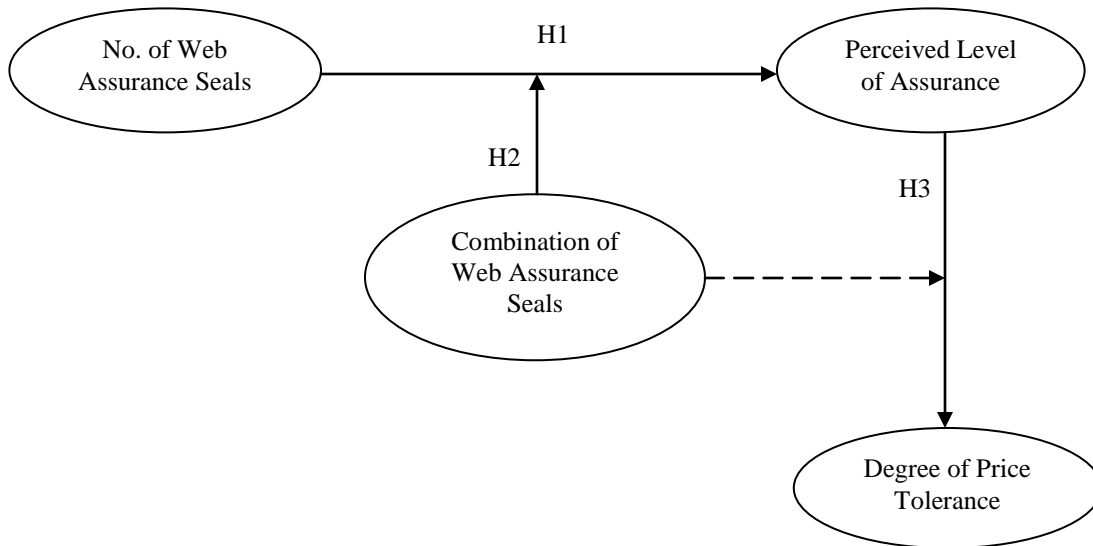 No. of Web
Assurance Seals
H1
Perceived Level
of Assurance
H2
H3
Combination of
Web Assurance
Seals
Degree of Price
Tolerance